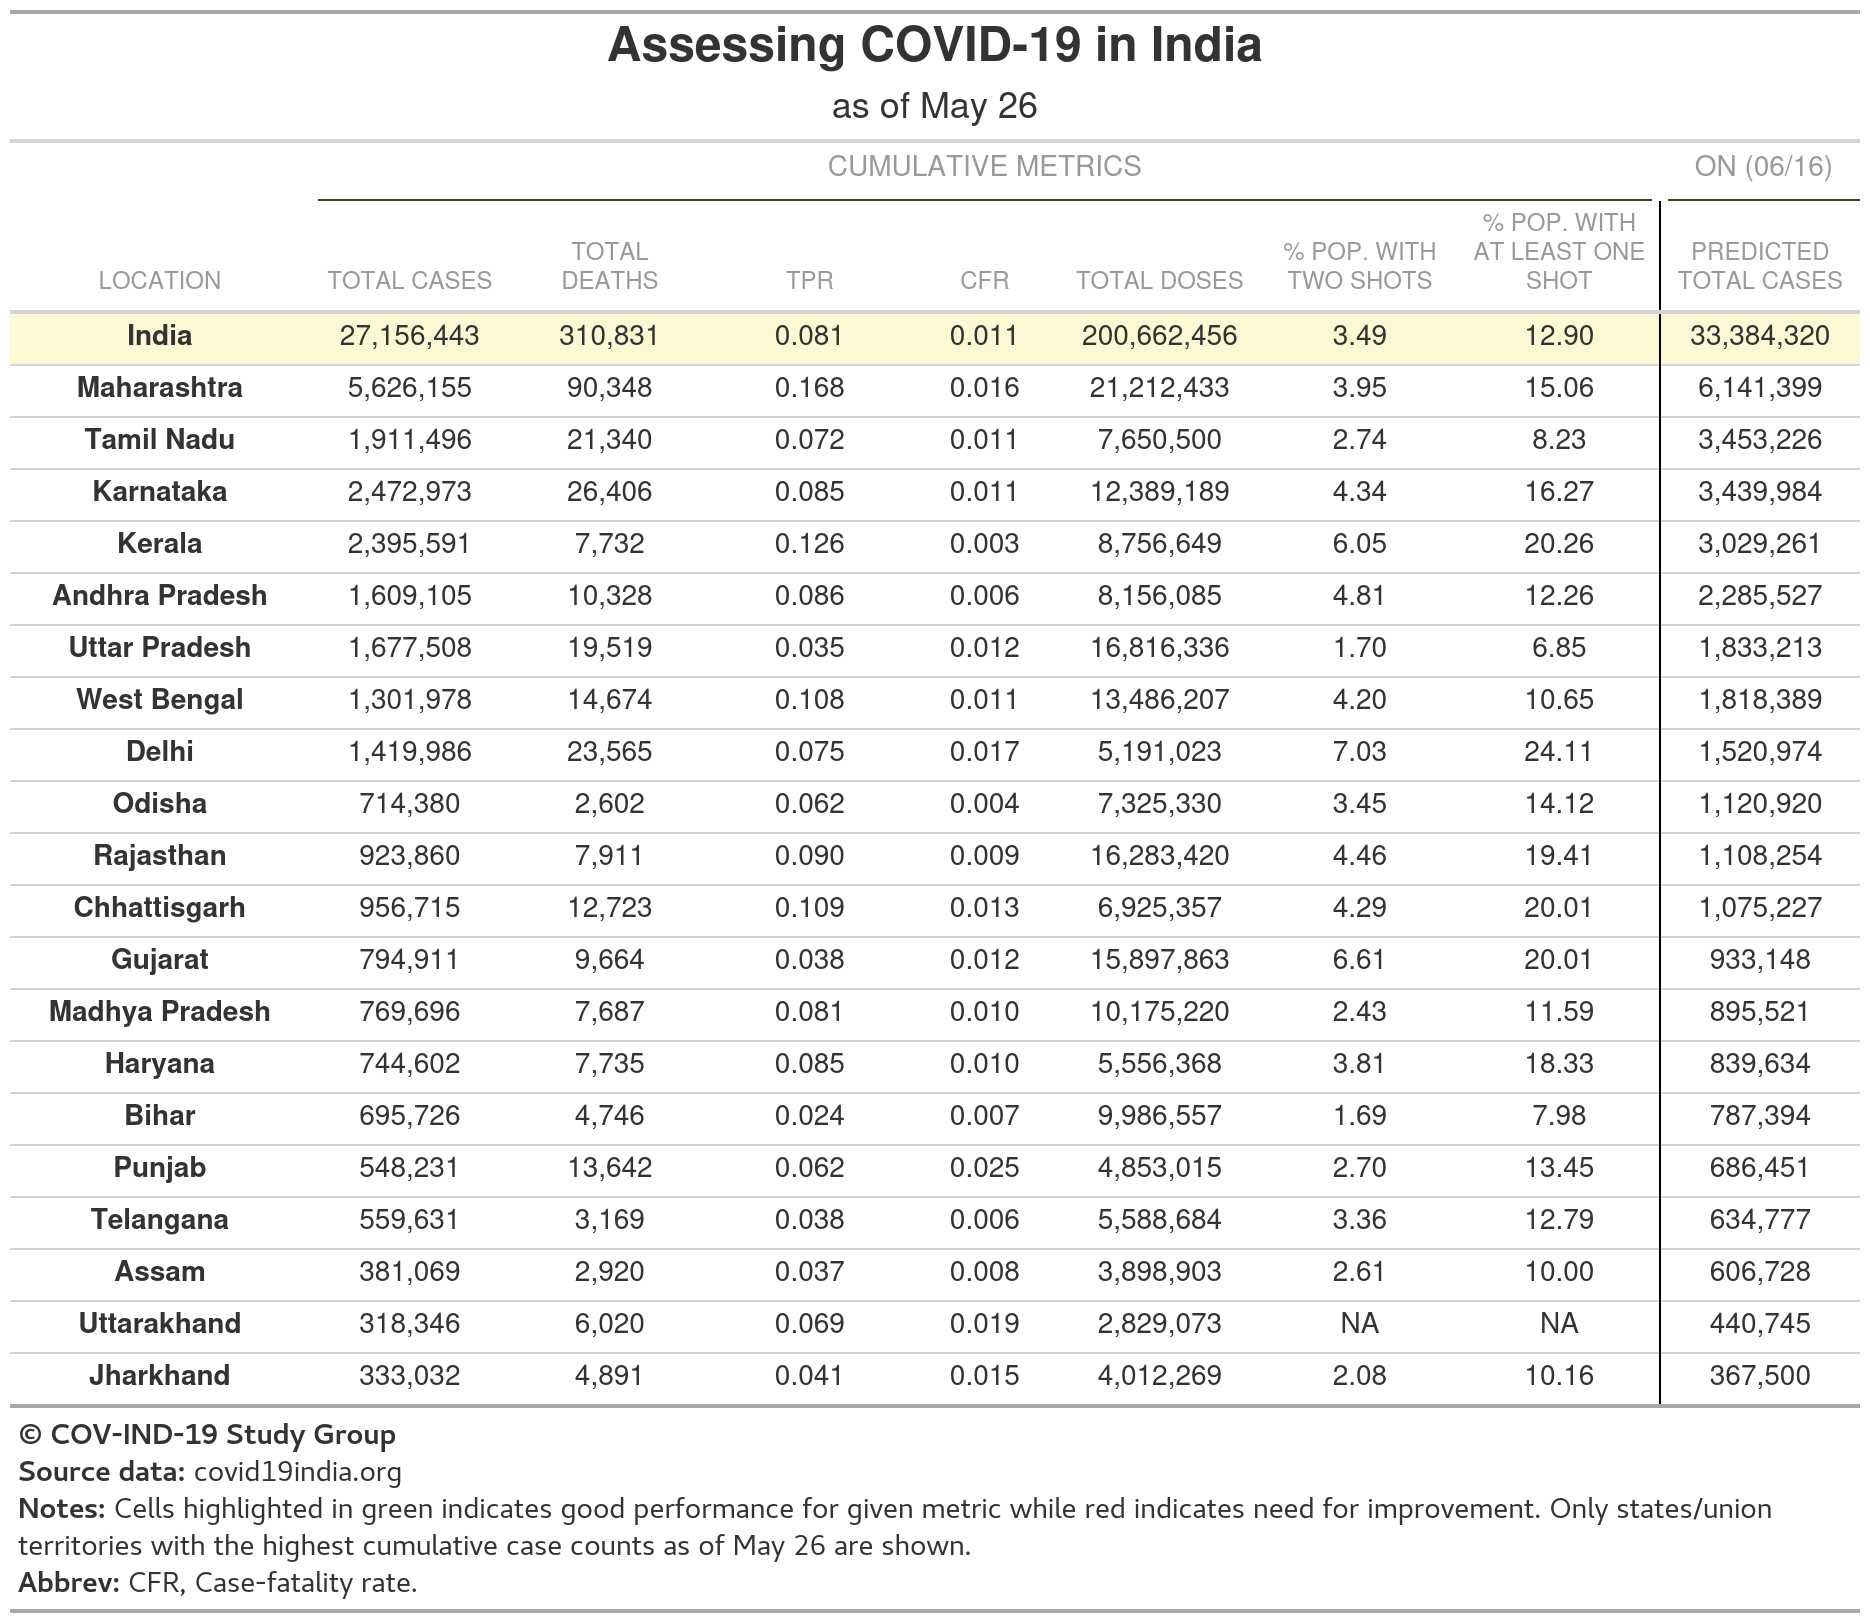 Assessing COVID-19 in India
as of May 26
CUMULATIVE METRICS ON (06/16)
LOCATION TOTAL CASES TOTAL DEATHS TPR CFR TOTAL DOSES % POP. WITH TWO SHOTS % POP. WITH AT LEAST ONE SHOT PREDICTED TOTAL CASES
India 27,156,443 310,831 0.081 0.011 200,662,456 3.49 12.90 33,384,320
Maharashtra 5,626,155 90,348 0.168 0.016 21,212,433 3.95 15.06 6,141,399
Tamil Nadu 1,911,496 21,340 0.072 0.011 7,650,500 2.74 8.23 3,453,226
Karnataka 2,472,973 26,406 0.085 0.011 12,389,189 4.34 16.27 3,439,984
Kerala 2,395,591 7,732 0.126 0.003 8,756,649 6.05 20.26 3,029,261
Andhra Pradesh 1,609,105 10,328 0.086 0.006 8,156,085 4.81 12.26 2,285,527
Uttar Pradesh 1,677,508 19,519 0.035 0.012 16,816,336 1.70 6.85 1,833,213
West Bengal 1,301,978 14,674 0.108 0.011 13,486,207 4.20 10.65 1,818,389
Delhi 1,419,986 23,565 0.075 0.017 5,191,023 7.03 24.11 1,520,974
Odisha 714,380 2,602 0.062 0.004 7,325,330 3.45 14.12 1,120,920
Rajasthan 923,860 7,911 0.090 0.009 16,283,420 4.46 19.41 1,108,254
Chhattisgarh 956,715 12,723 0.109 0.013 6,925,357 4.29 20.01 1,075,227
Gujarat 794,911 9,664 0.038 0.012 15,897,863 6.61 20.01 933,148
Madhya Pradesh 769,696 7,687 0.081 0.010 10,175,220 2.43 11.59 895,521
Haryana 744,602 7,735 0.085 0.010 5,556,368 3.81 18.33 839,634
Bihar 695,726 4,746 0.024 0.007 9,986,557 1.69 7.98 787,394
Punjab 548,231 13,642 0.062 0.025 4,853,015 2.70 13.45 686,451
Telangana 559,631 3,169 0.038 0.006 5,588,684 3.36 12.79 634,777
Assam 381,069 2,920 0.037 0.008 3,898,903 2.61 10.00 606,728
Uttarakhand 318,346 6,020 0.069 0.019 2,829,073 NA NA 440,745
Jharkhand 333,032 4,891 0.041 0.015 4,012,269 2.08 10.16 367,500
© COV-IND-19 Study Group
Source data: covid19india.org
Notes: Cells highlighted in green indicates good performance for given metric while red indicates need for improvement. Only states/union
territories with the highest cumulative case counts as of May 26 are shown.
Abbrev: CFR, Case-fatality rate.